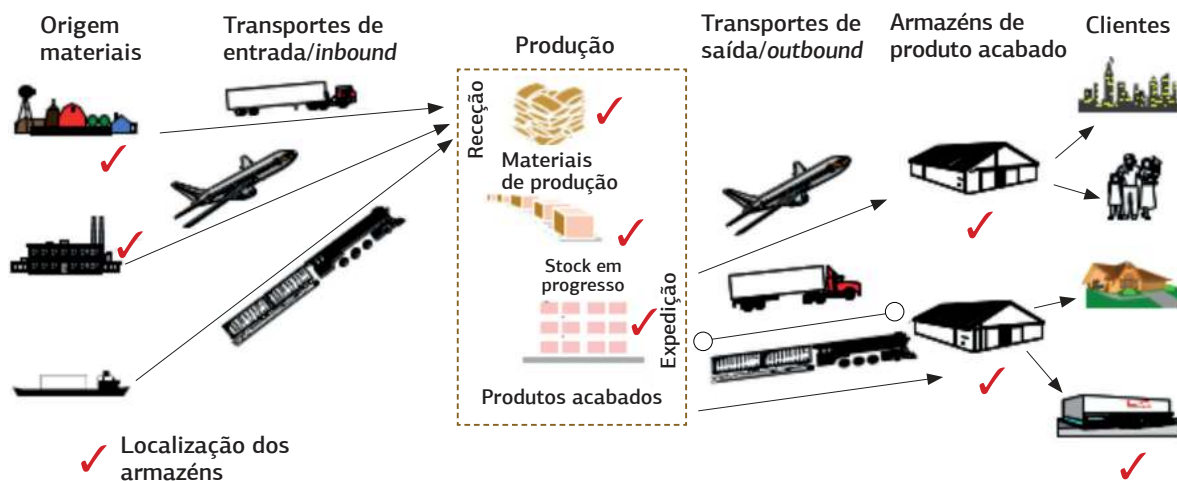 Origem
materiais
Transportes de
entrada/inbound
Produção
Transportes de
saída/outbound
Armazéns de
produto acabado
Clientes
Receção
Materiais
de produção
Stock em
progresso
Expedição
Produtos acabados
Localização dos
armazéns